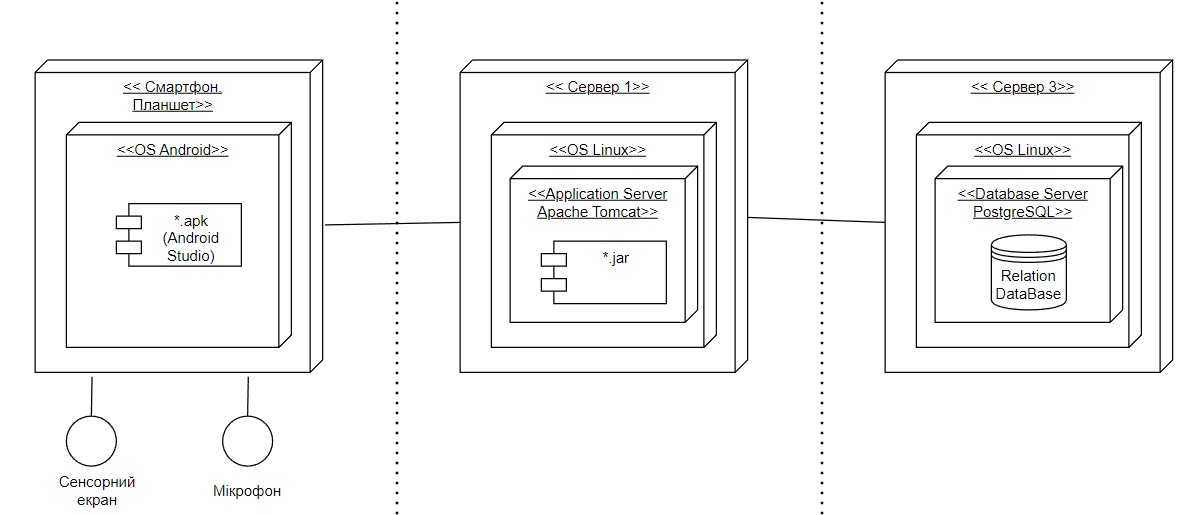 << Смартфон.
Планшет>>
<<OS Android>>
*.apk
(Android
Studio)
Сенсорний
екран
Мікрофон
<< Сервер 1>>
<<OS Linux>>
<<Application Server
Apache Tomcat>>
*.jar
<< Сервер 3>>
<<OS Linux>>
<<Database Server
PostgreSQL>>
Relation
DataBase